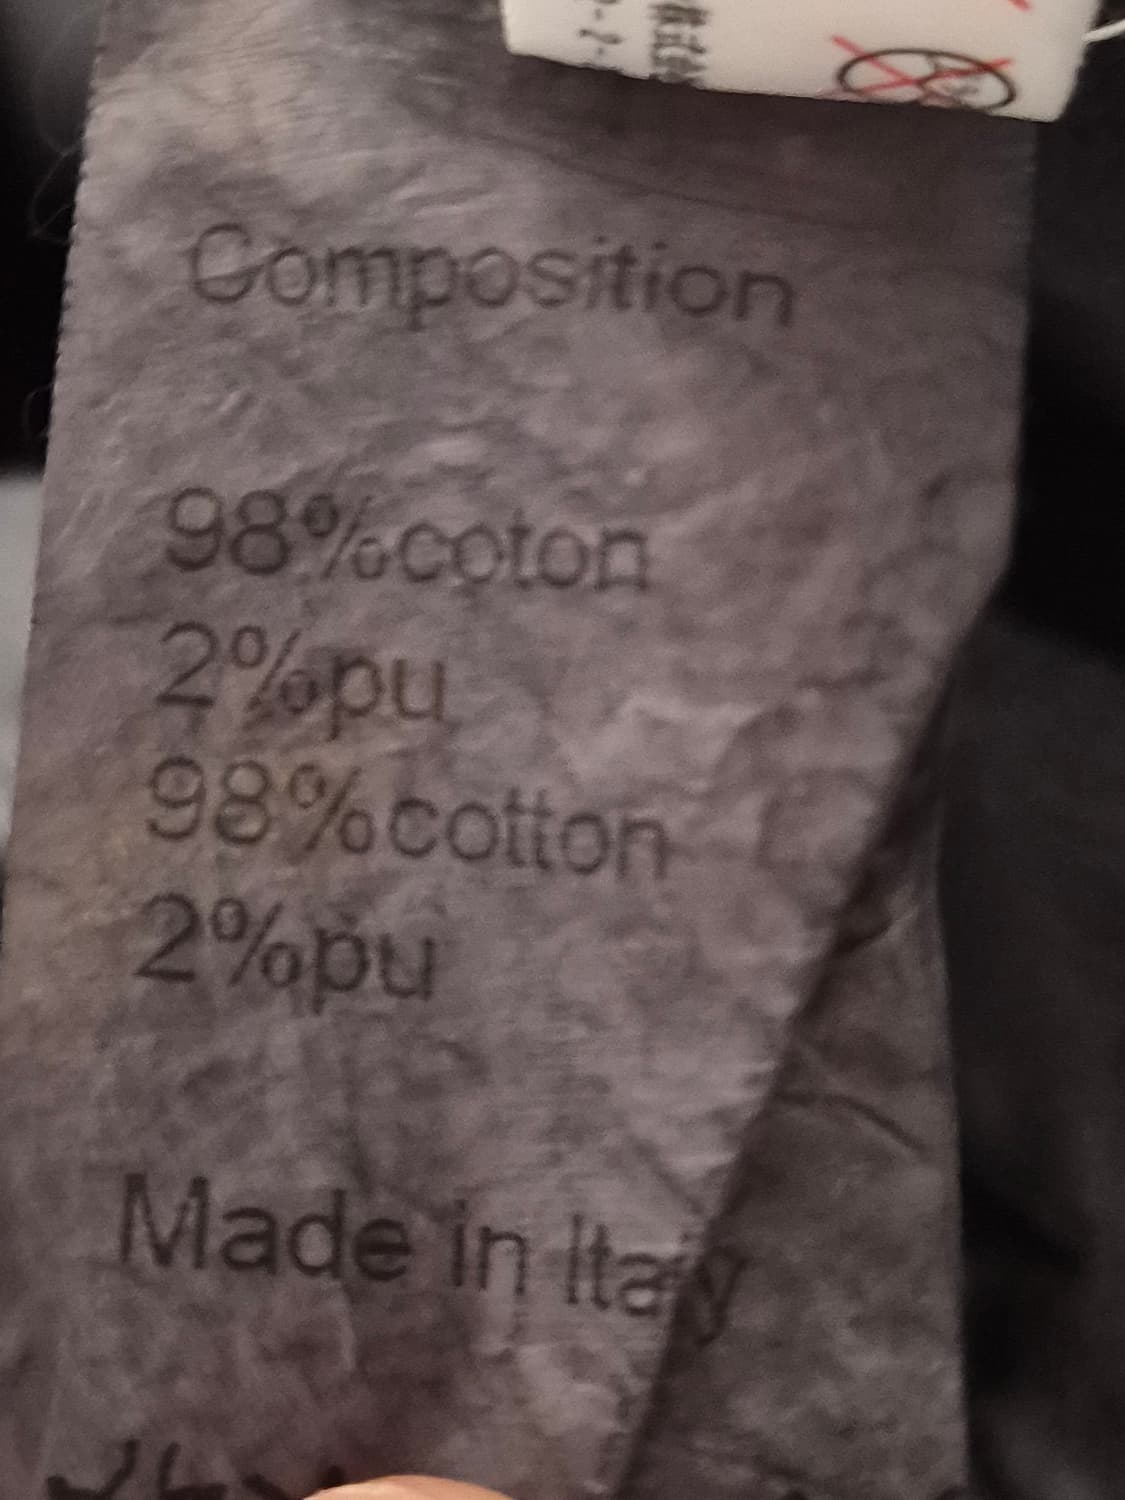 Composition
98%coton
2%pu
98%cotton
2%pu
Made in Italy